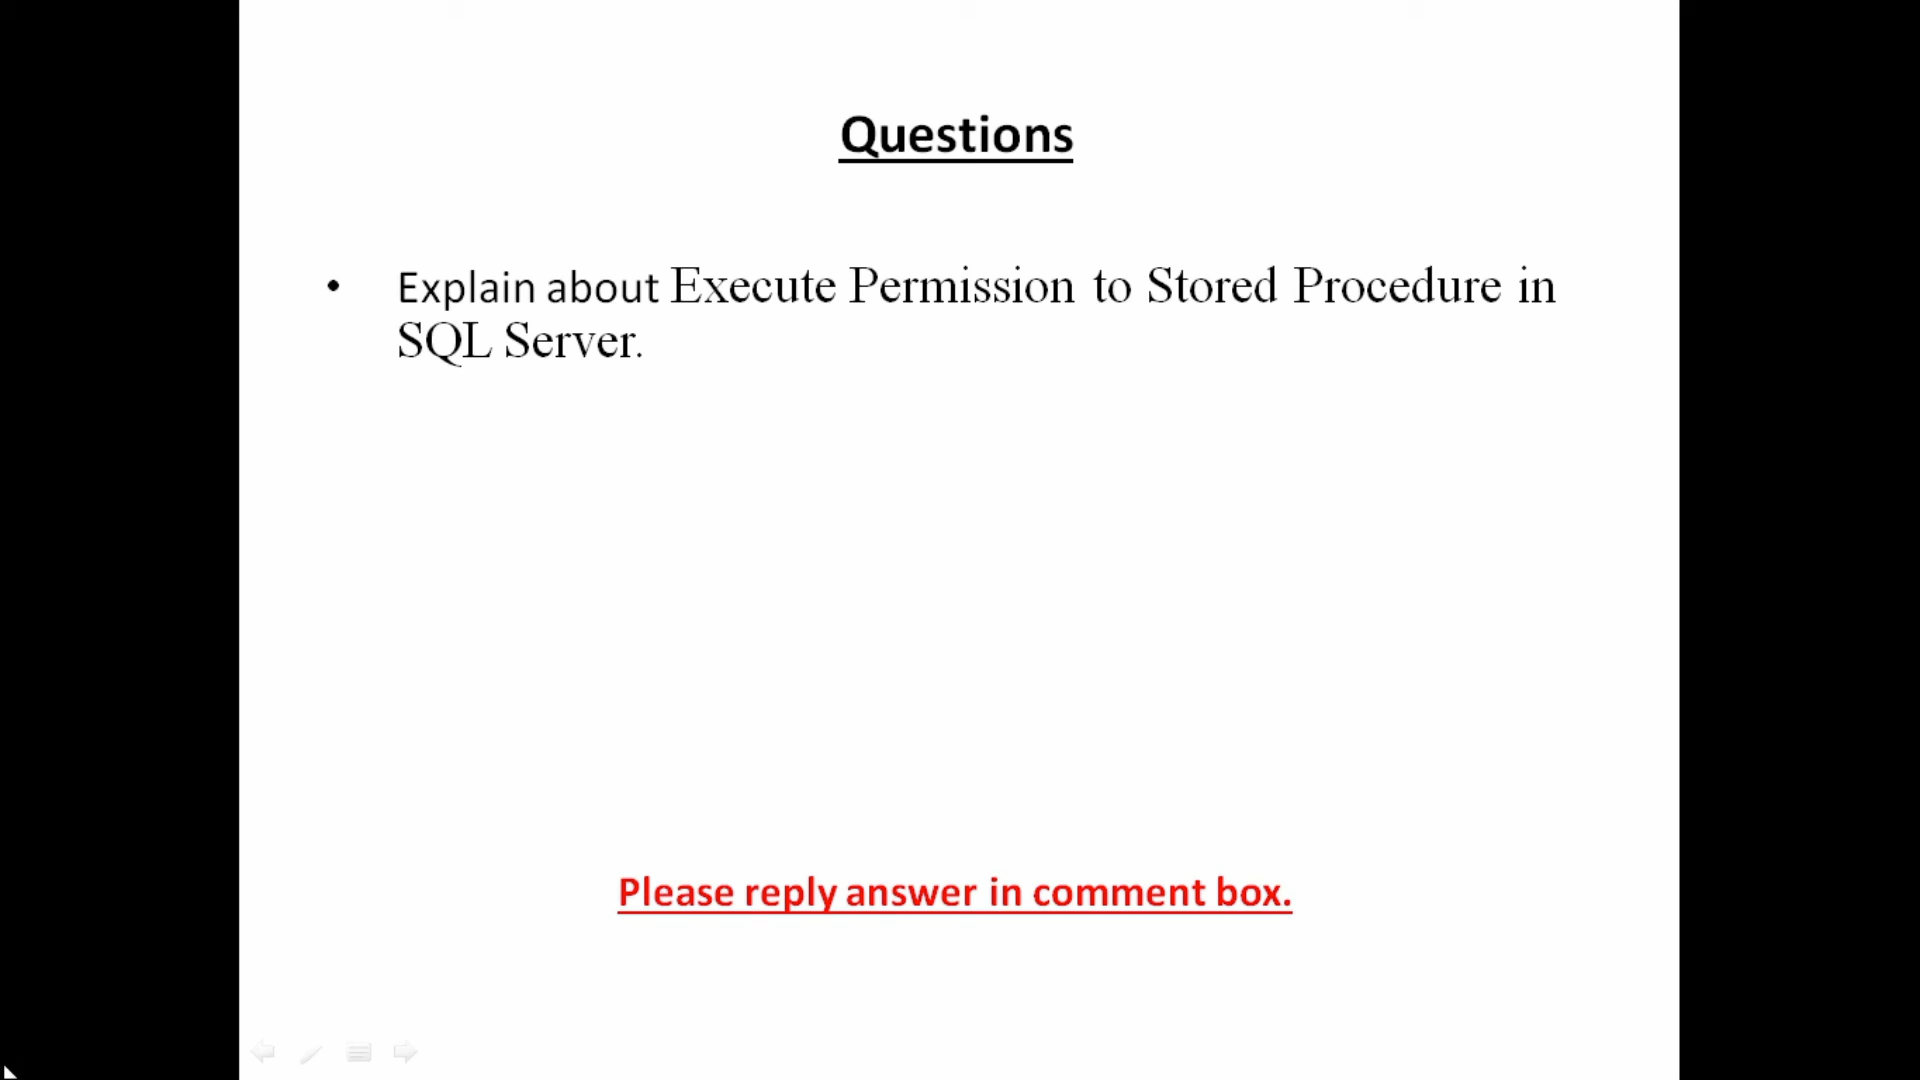 Questions
• Explain about Execute Permission to Stored Procedure in
SQL Server.
Please reply answer in comment box.